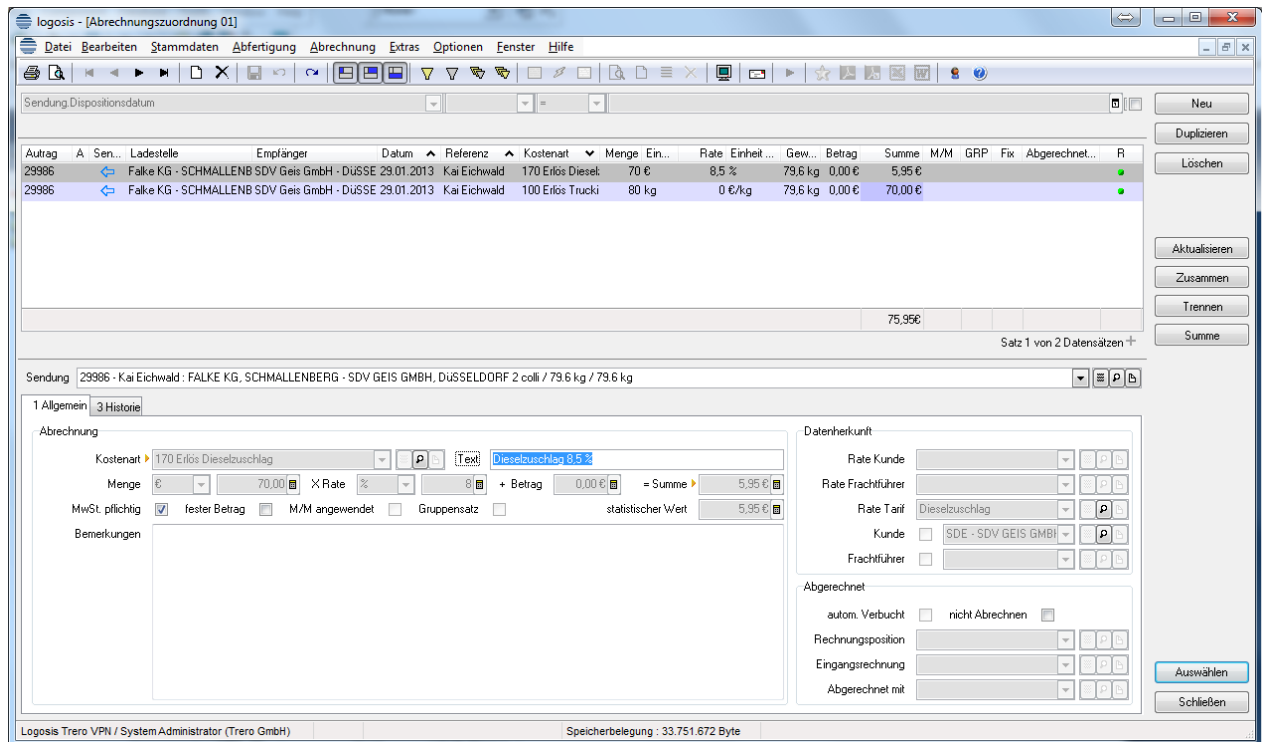 logosis - [Abrechnungszuordnung 01]
Datei Bearbeiten Stammdaten Abfertigung Abrechnung Extras Optionen Fenster Hilfe
Sendung.Dispositionsdatum =
Neu
Duplizieren
Löschen
Autrag A Sen... Ladestelle Empfänger Datum Referenz Kostenart Menge Ein... Rate Einheit ... Gew... Betrag Summe M/M GRP Fix Abgerechnet... R
29986 Falke KG - SCHMALLENB SDV Geis GmbH - DüSSE 29.01.2013 Kai Eichwald 170 Erlös Diesel: 70 € 8,5 % 79,6 kg 0,00 € 5,95 €
29986 Falke KG - SCHMALLENB SDV Geis GmbH - DüSSE 29.01.2013 Kai Eichwald 100 Erlös Trucki 80 kg 0 €/kg 79,6 kg 0,00 € 70,00 €
Aktualisieren
Zusammen
Trennen
Summe
75,95€
Satz 1 von 2 Datensätzen
Sendung 29986 - Kai Eichwald : FALKE KG, SCHMALLENBERG - SDV GEIS GMBH, DüSSELDORF 2 colli / 79.6 kg / 79.6 kg
1 Allgemein 3 Historie
Abrechnung
Kostenart 170 Erlös Dieselzuschlag Text Dieselzuschlag 8,5 %
Menge € 70,00 X Rate % 8 + Betrag 0,00 € = Summe 5,95 €
MwSt. pflichtig fester Betrag M/M angewendet Gruppensatz statistischer Wert 5,95 €
Bemerkungen
Datenherkunft
Rate Kunde
Rate Frachtführer
Rate Tarif Dieselzuschlag
Kunde SDE - SDV GEIS GMBH
Frachtführer
Abgerechnet
autom. Verbucht nicht Abrechnen
Rechnungsposition
Eingangsrechnung
Abgerechnet mit
Auswählen
Schließen
Logosis Trero VPN / System Administrator (Trero GmbH) Speicherbelegung : 33.751.672 Byte